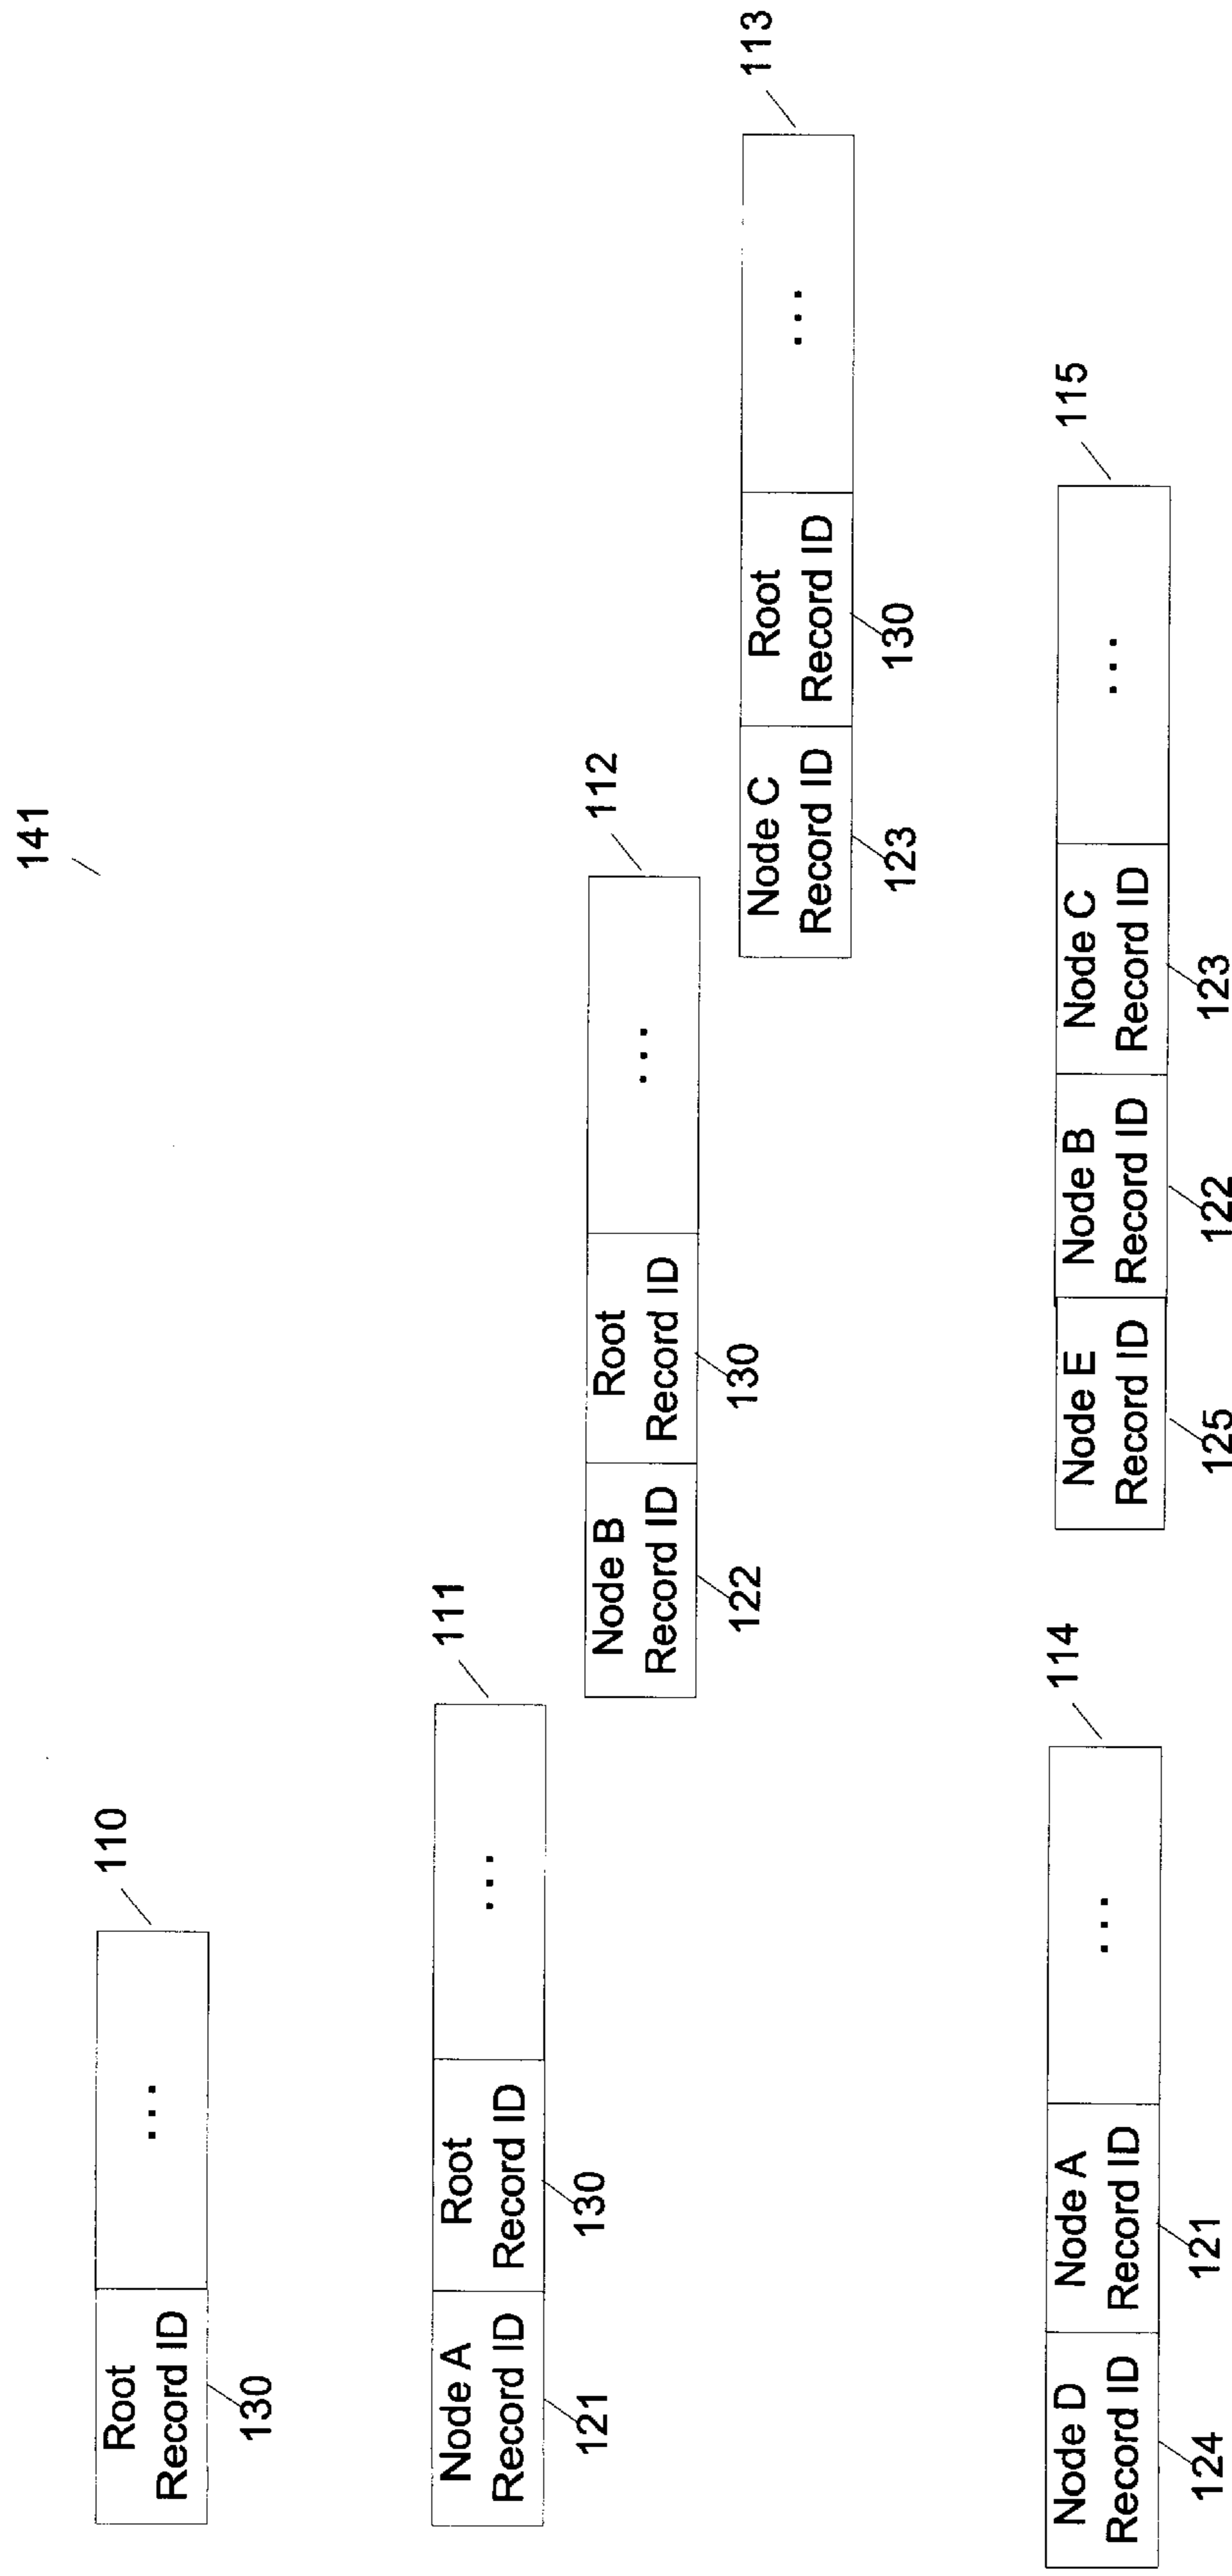 141
110
Root
Record ID
...
130
111
Node A
Record ID
Root
Record ID
...
121
130
112
Node B
Record ID
Root
Record ID
...
122
130
113
Node C
Record ID
Root
Record ID
...
123
130
114
Node D
Record ID
Node A
Record ID
...
124
121
115
Node E
Record ID
Node B
Record ID
Node C
Record ID
...
125
122
123